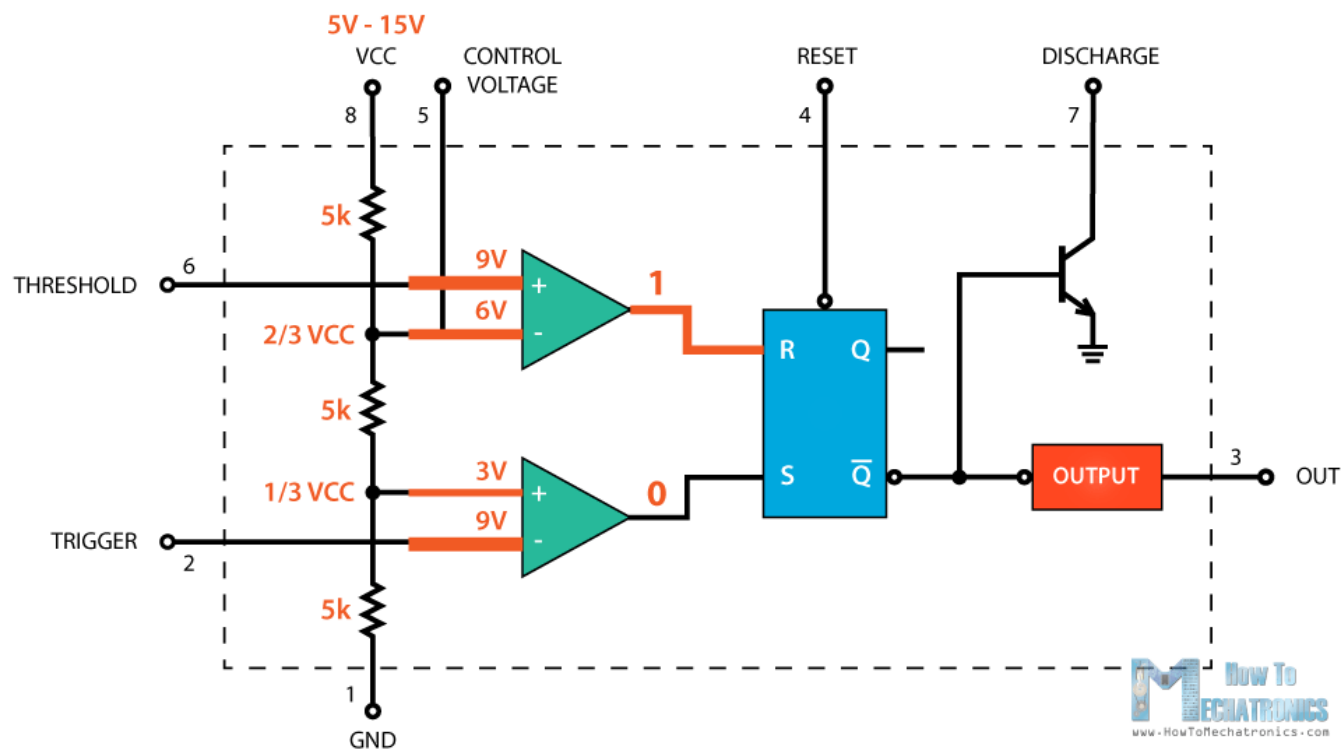 5V - 15V
VCC
CONTROL
VOLTAGE
RESET
DISCHARGE
8
5
4
7
5k
THRESHOLD
6
9V
+
1
2/3 VCC
6V
-
R
Q
5k
1/3 VCC
3V
+
0
S
Q̅
OUTPUT
3
OUT
TRIGGER
2
9V
-
5k
1
GND
How To
MECHATRONICS
www.HowToMechatronics.com